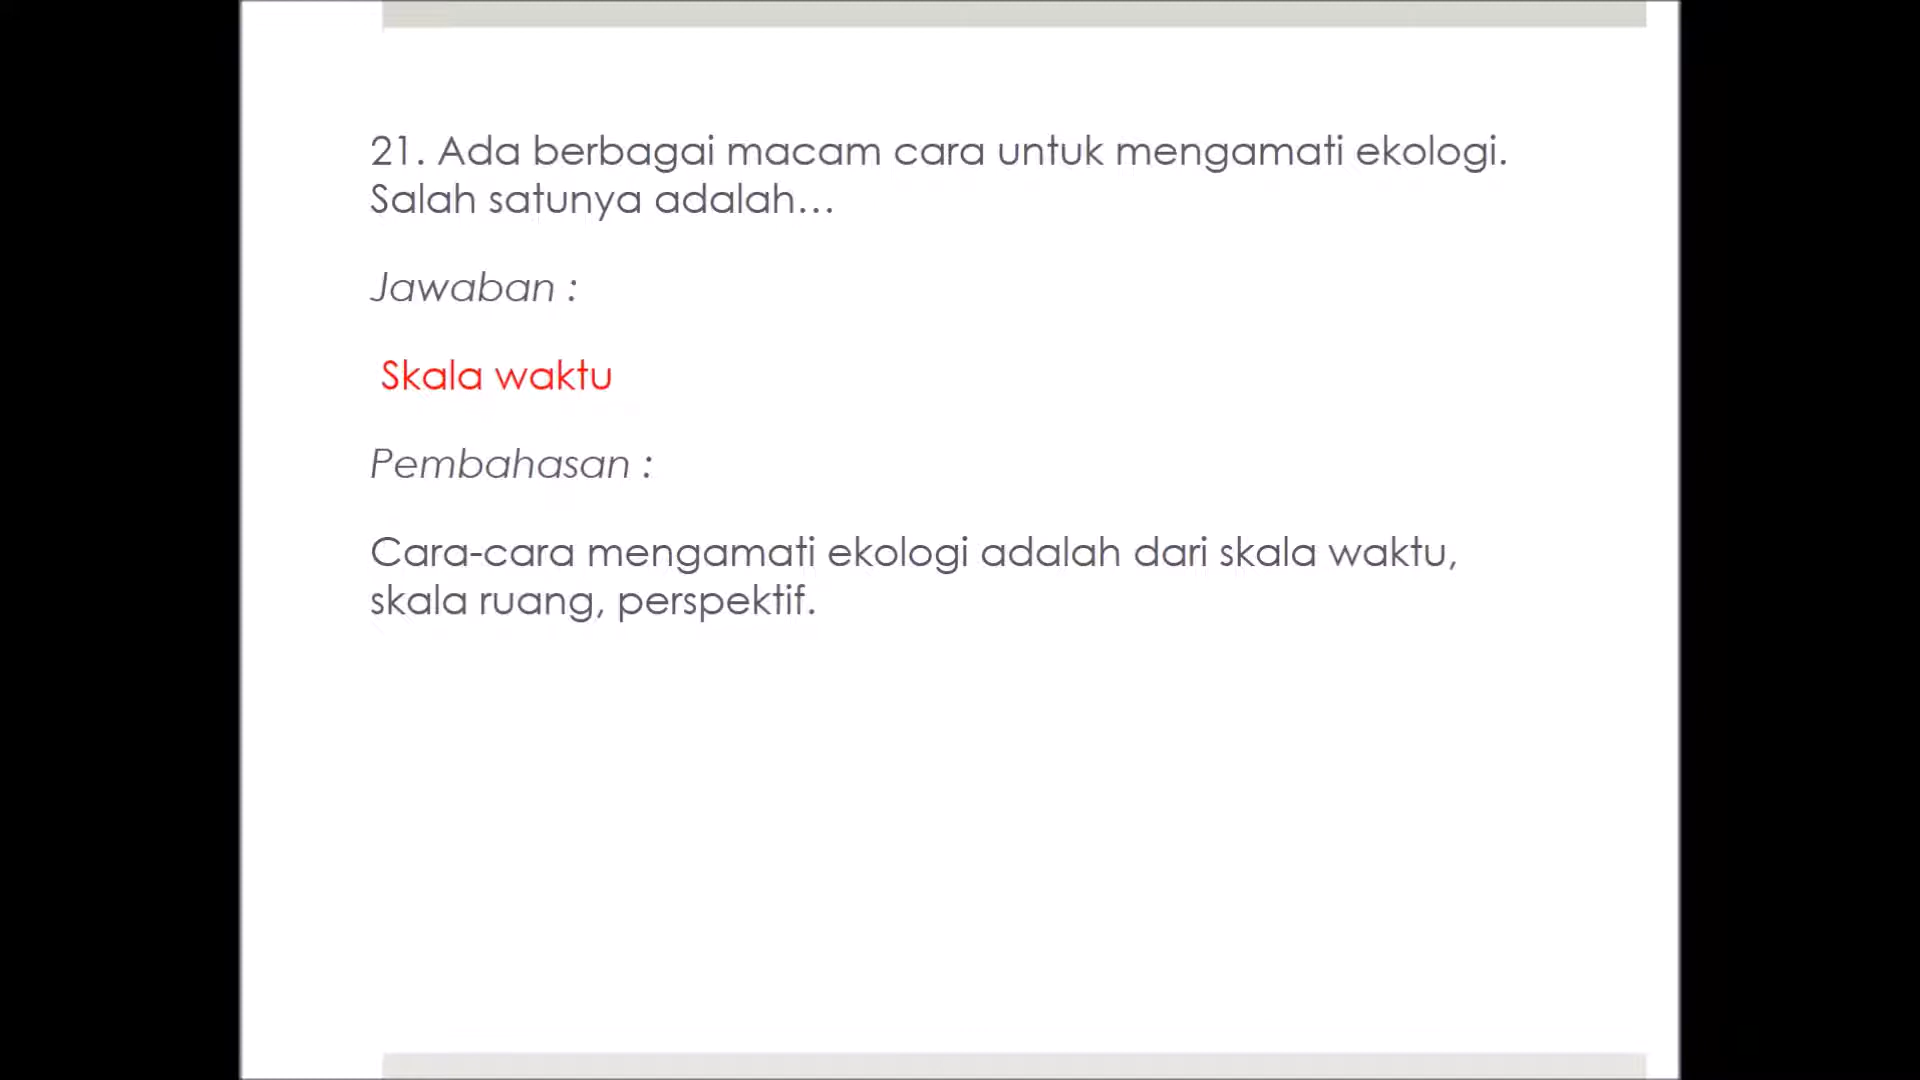 21. Ada berbagai macam cara untuk mengamati ekologi.
Salah satunya adalah...
Jawaban :
Skala waktu
Pembahasan :
Cara-cara mengamati ekologi adalah dari skala waktu,
skala ruang, perspektif.